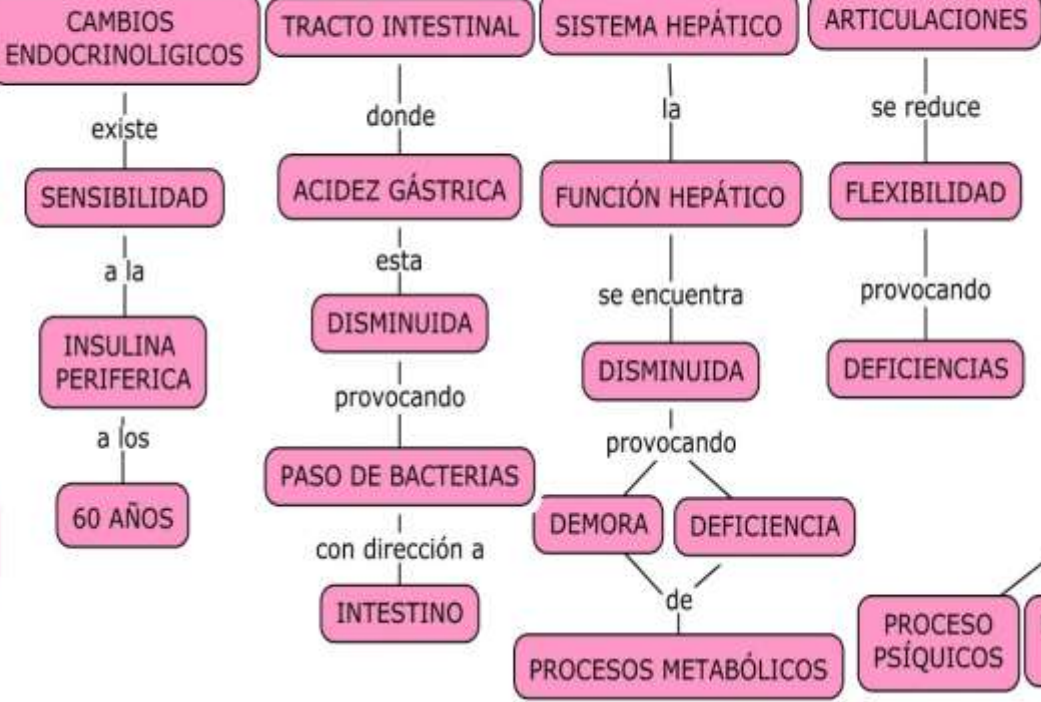 CAMBIOS
ENDOCRINOLIGICOS
existe
SENSIBILIDAD
a la
INSULINA
PERIFERICA
a los
60 AÑOS
TRACTO INTESTINAL
donde
ACIDEZ GÁSTRICA
esta
DISMINUIDA
provocando
PASO DE BACTERIAS
con dirección a
INTESTINO
SISTEMA HEPÁTICO
la
FUNCIÓN HEPÁTICO
se encuentra
DISMINUIDA
provocando
DEMORA
DEFICIENCIA
de
PROCESOS METABÓLICOS
ARTICULACIONES
se reduce
FLEXIBILIDAD
provocando
DEFICIENCIAS
PROCESO
PSÍQUICOS